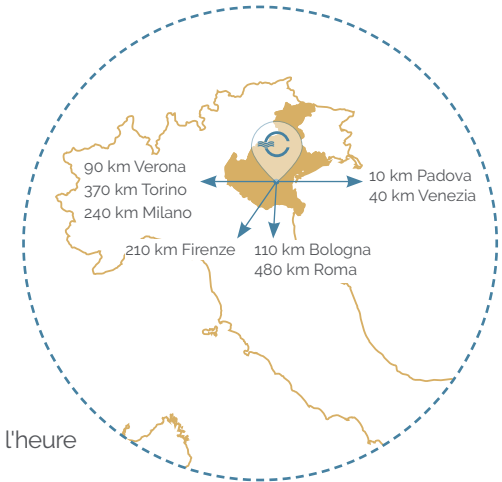 90 km Verona
370 km Torino
240 km Milano
10 km Padova
40 km Venezia
210 km Firenze
110 km Bologna
480 km Roma
l'heure